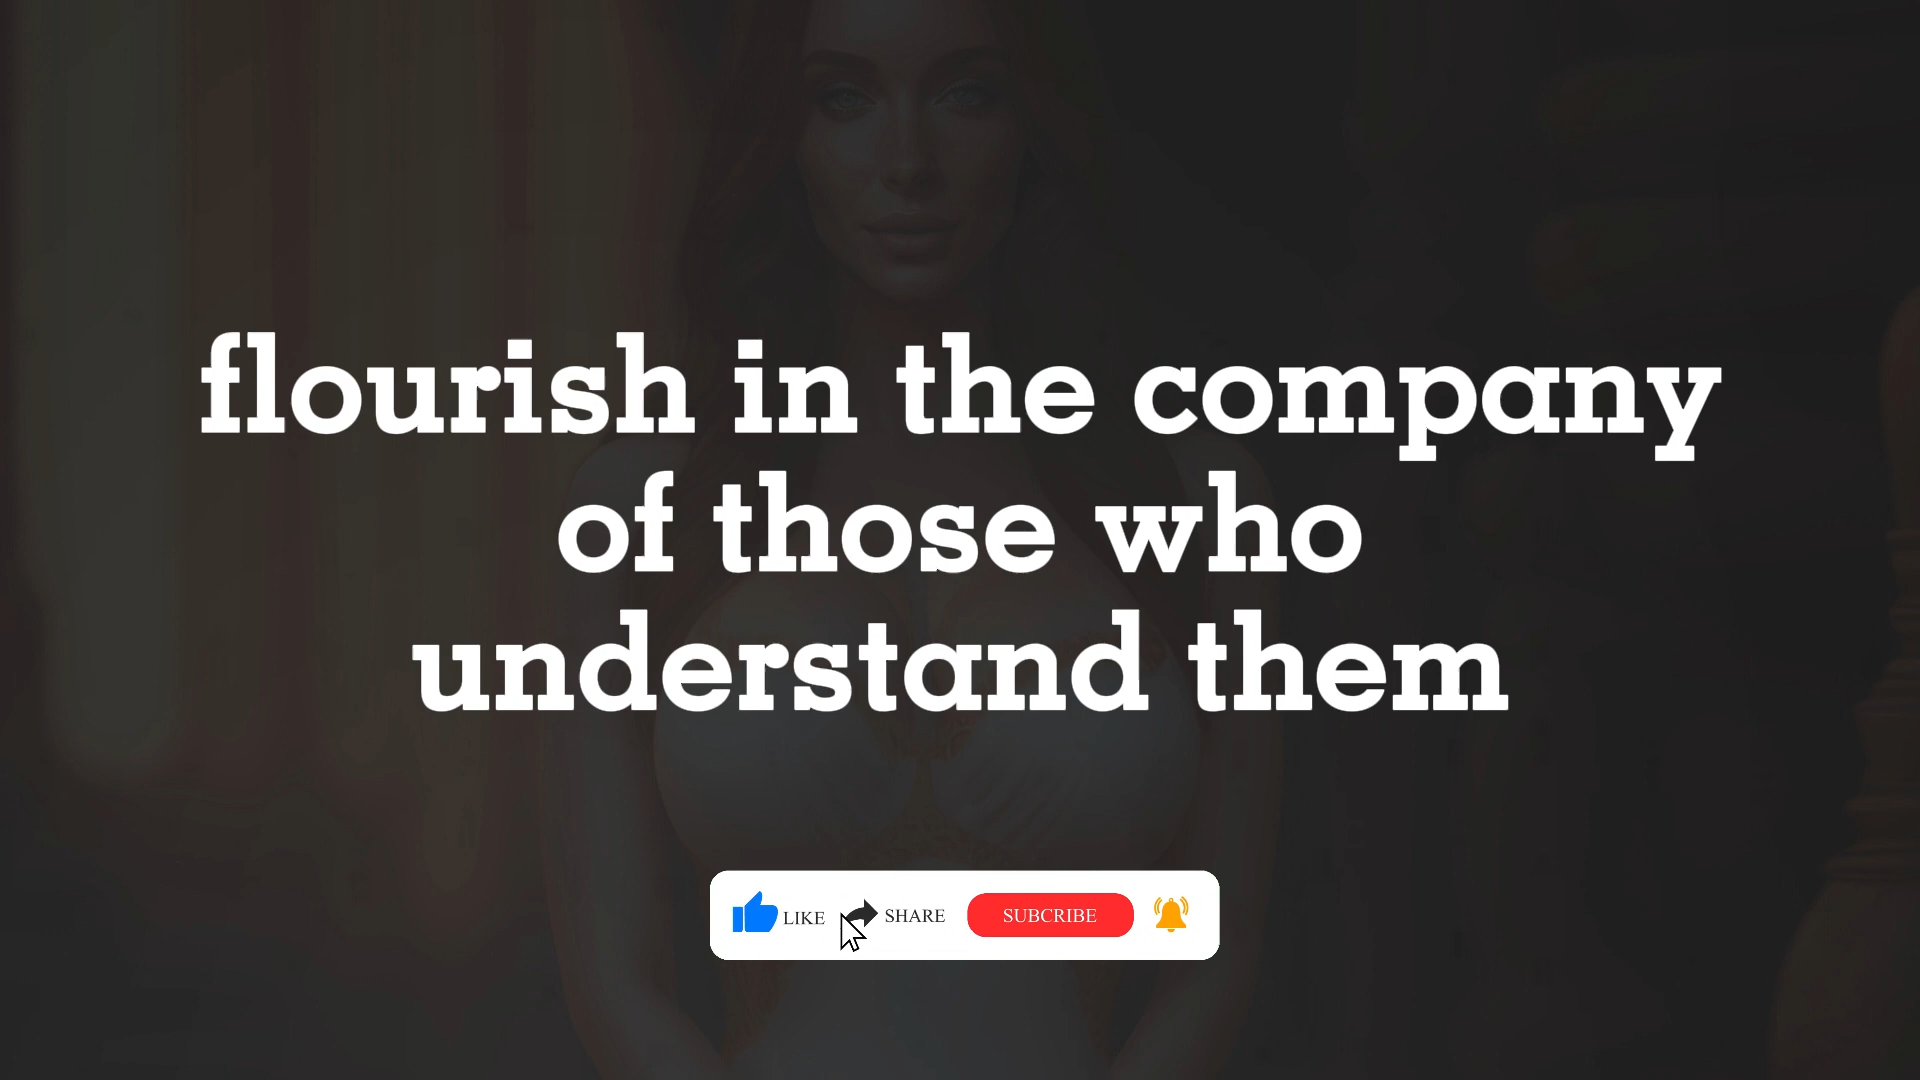 flourish in the company
of those who
understand them
LIKE SHARE SUBCRIBE